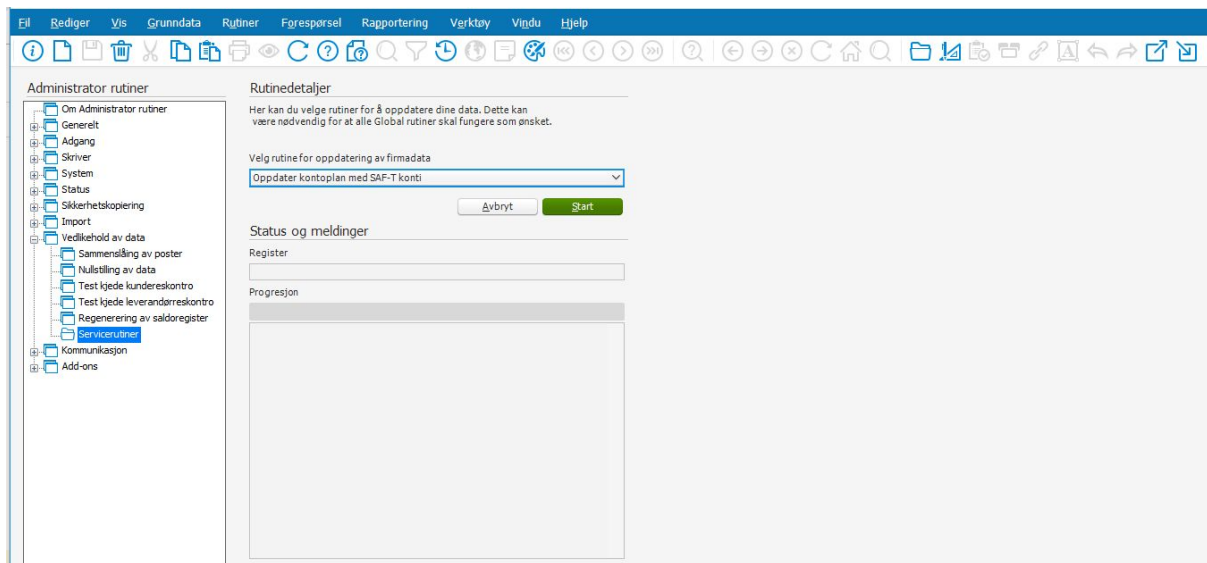 Fil Rediger Vis Grunndata Rutiner Forespørsel Rapportering Verktøy Vindu Hjelp
Administrator rutiner
Om Administrator rutiner
Generelt
Adgang
Skriver
System
Status
Sikkerhetskopiering
Import
Vedlikehold av data
Sammenslåing av poster
Nullstilling av data
Test kjede kundereskontro
Test kjede leverandørreskontro
Regenerering av saldoregister
Servicerutiner
Kommunikasjon
Add-ons
Rutinedetaljer
Her kan du velge rutiner for å oppdatere dine data. Dette kan
være nødvendig for at alle Global rutiner skal fungere som ønsket.
Velg rutine for oppdatering av firmadata
Oppdater kontoplan med SAF-T konti
Avbryt Start
Status og meldinger
Register
Progresjon